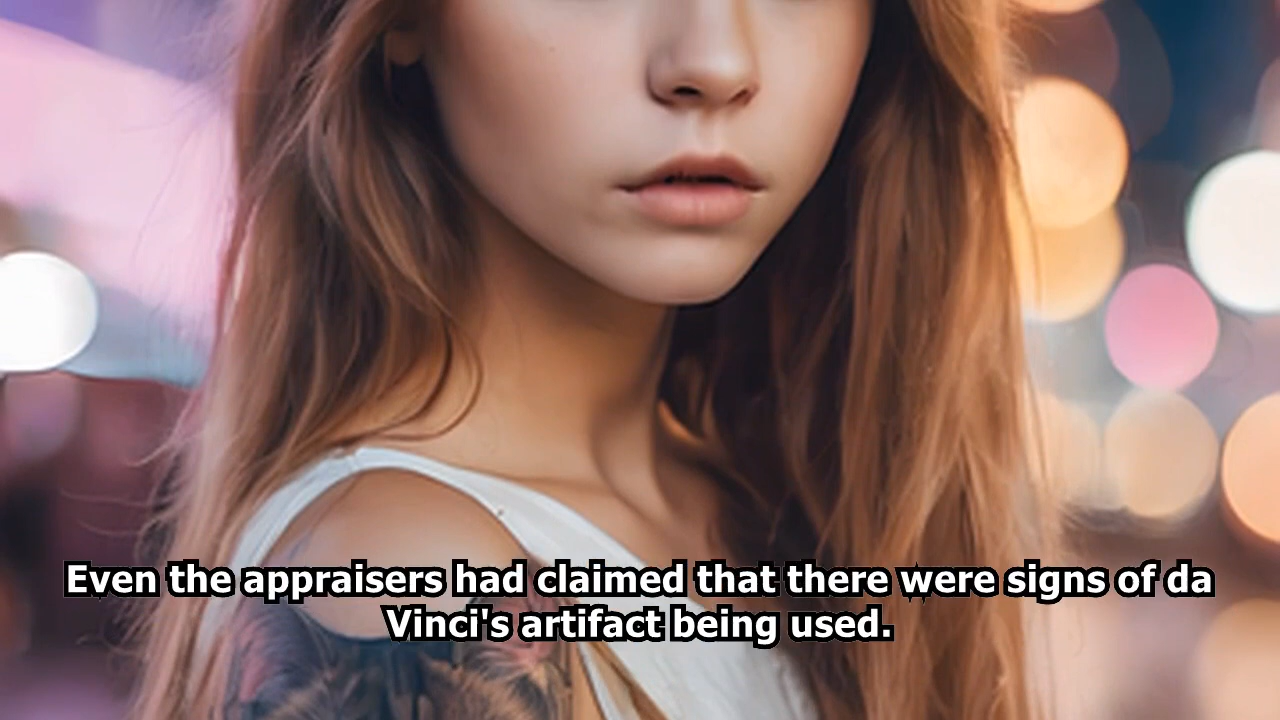 Even the appraisers had claimed that there were signs of da
Vinci's artifact being used.